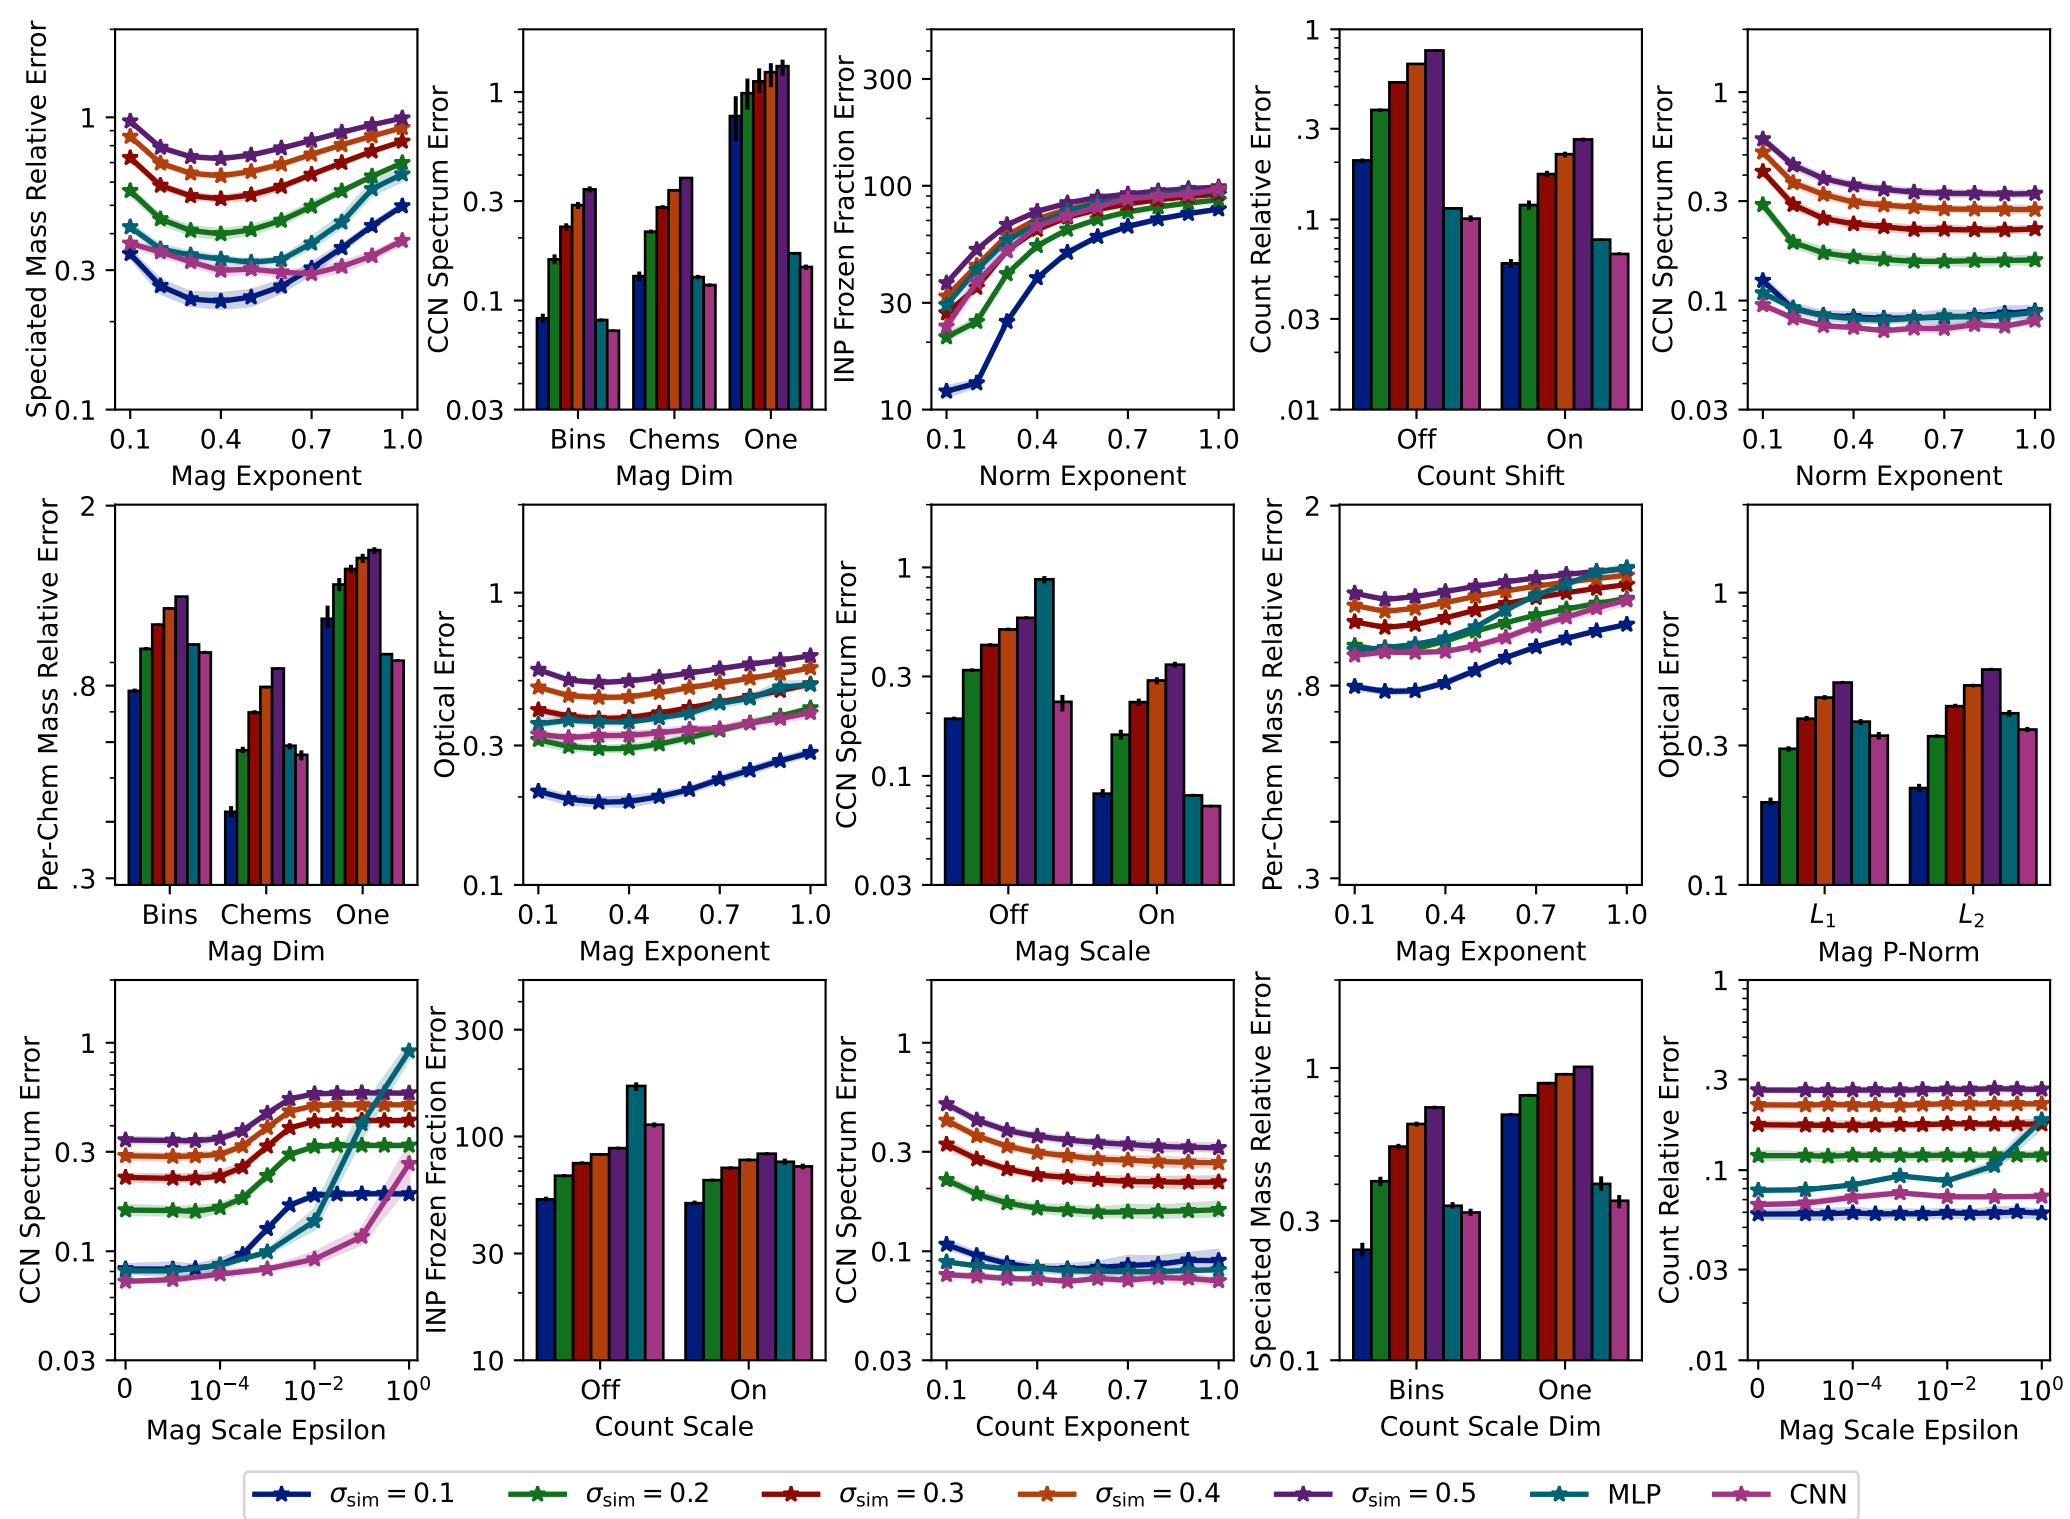 Speciated Mass Relative Error
1
0.3
0.1
0.1 0.4 0.7 1.0
Mag Exponent
CCN Spectrum Error
1
0.3
0.1
0.03
Bins Chems One
Mag Dim
INP Frozen Fraction Error
300
100
30
10
0.1 0.4 0.7 1.0
Norm Exponent
Count Relative Error
1
.3
.1
.03
.01
Off On
Count Shift
CCN Spectrum Error
1
0.3
0.1
0.03
0.1 0.4 0.7 1.0
Norm Exponent
Per-Chem Mass Relative Error
2
.8
.3
Bins Chems One
Mag Dim
Optical Error
1
0.3
0.1
0.1 0.4 0.7 1.0
Mag Exponent
CCN Spectrum Error
1
0.3
0.1
0.03
Off On
Mag Scale
Per-Chem Mass Relative Error
2
.8
.3
0.1 0.4 0.7 1.0
Mag Exponent
Optical Error
1
0.3
0.1
L₁ L₂
Mag P-Norm
CCN Spectrum Error
1
0.3
0.1
0.03
0 10⁻⁴ 10⁻² 10⁰
Mag Scale Epsilon
INP Frozen Fraction Error
300
100
30
10
Off On
Count Scale
CCN Spectrum Error
1
0.3
0.1
0.03
0.1 0.4 0.7 1.0
Count Exponent
Speciated Mass Relative Error
1
0.3
0.1
Bins One
Count Scale Dim
Count Relative Error
1
.3
.1
.03
.01
0 10⁻⁴ 10⁻² 10⁰
Mag Scale Epsilon
σsim = 0.1 σsim = 0.2 σsim = 0.3 σsim = 0.4 σsim = 0.5 MLP CNN